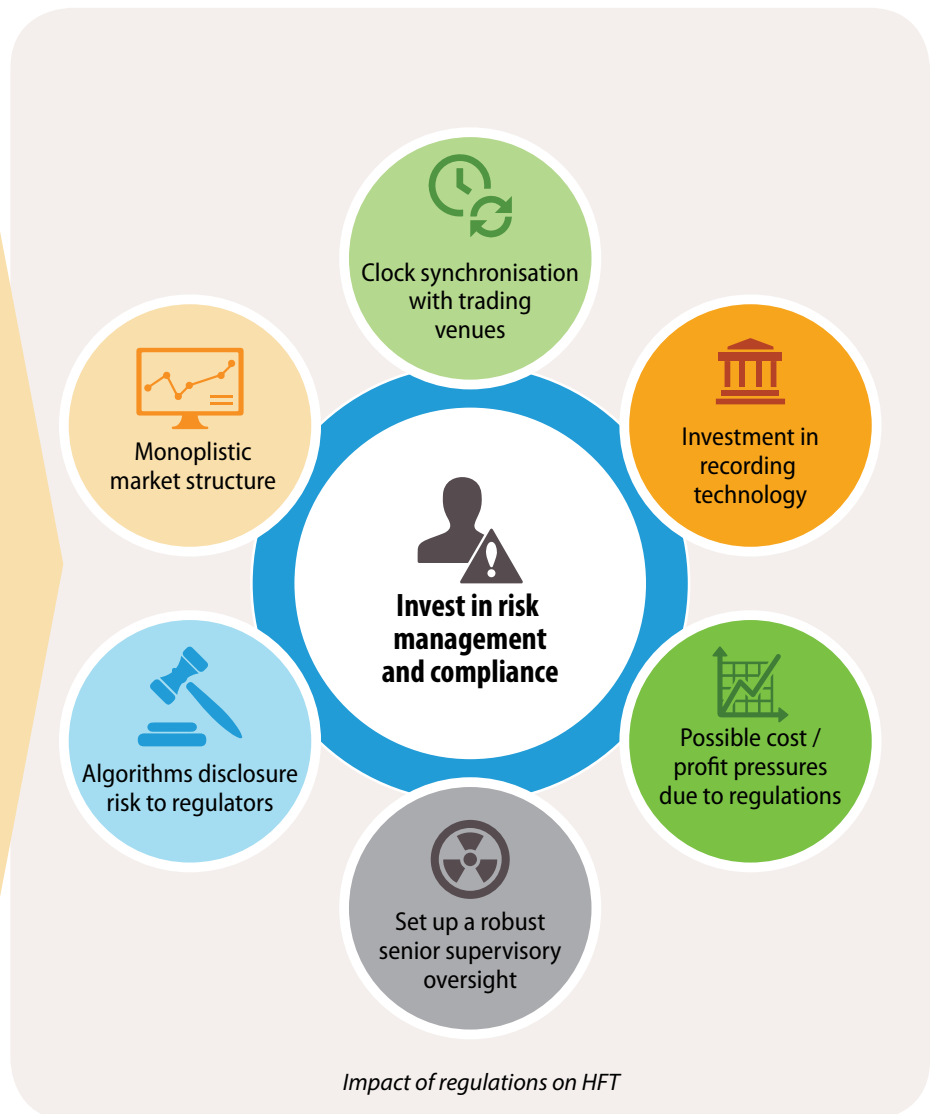 Clock synchronisation
with trading
venues
Monoplistic
market structure
Investment in
recording
technology
Invest in risk
management
and compliance
Algorithms disclosure
risk to regulators
Possible cost /
profit pressures
due to regulations
Set up a robust
senior supervisory
oversight
Impact of regulations on HFT